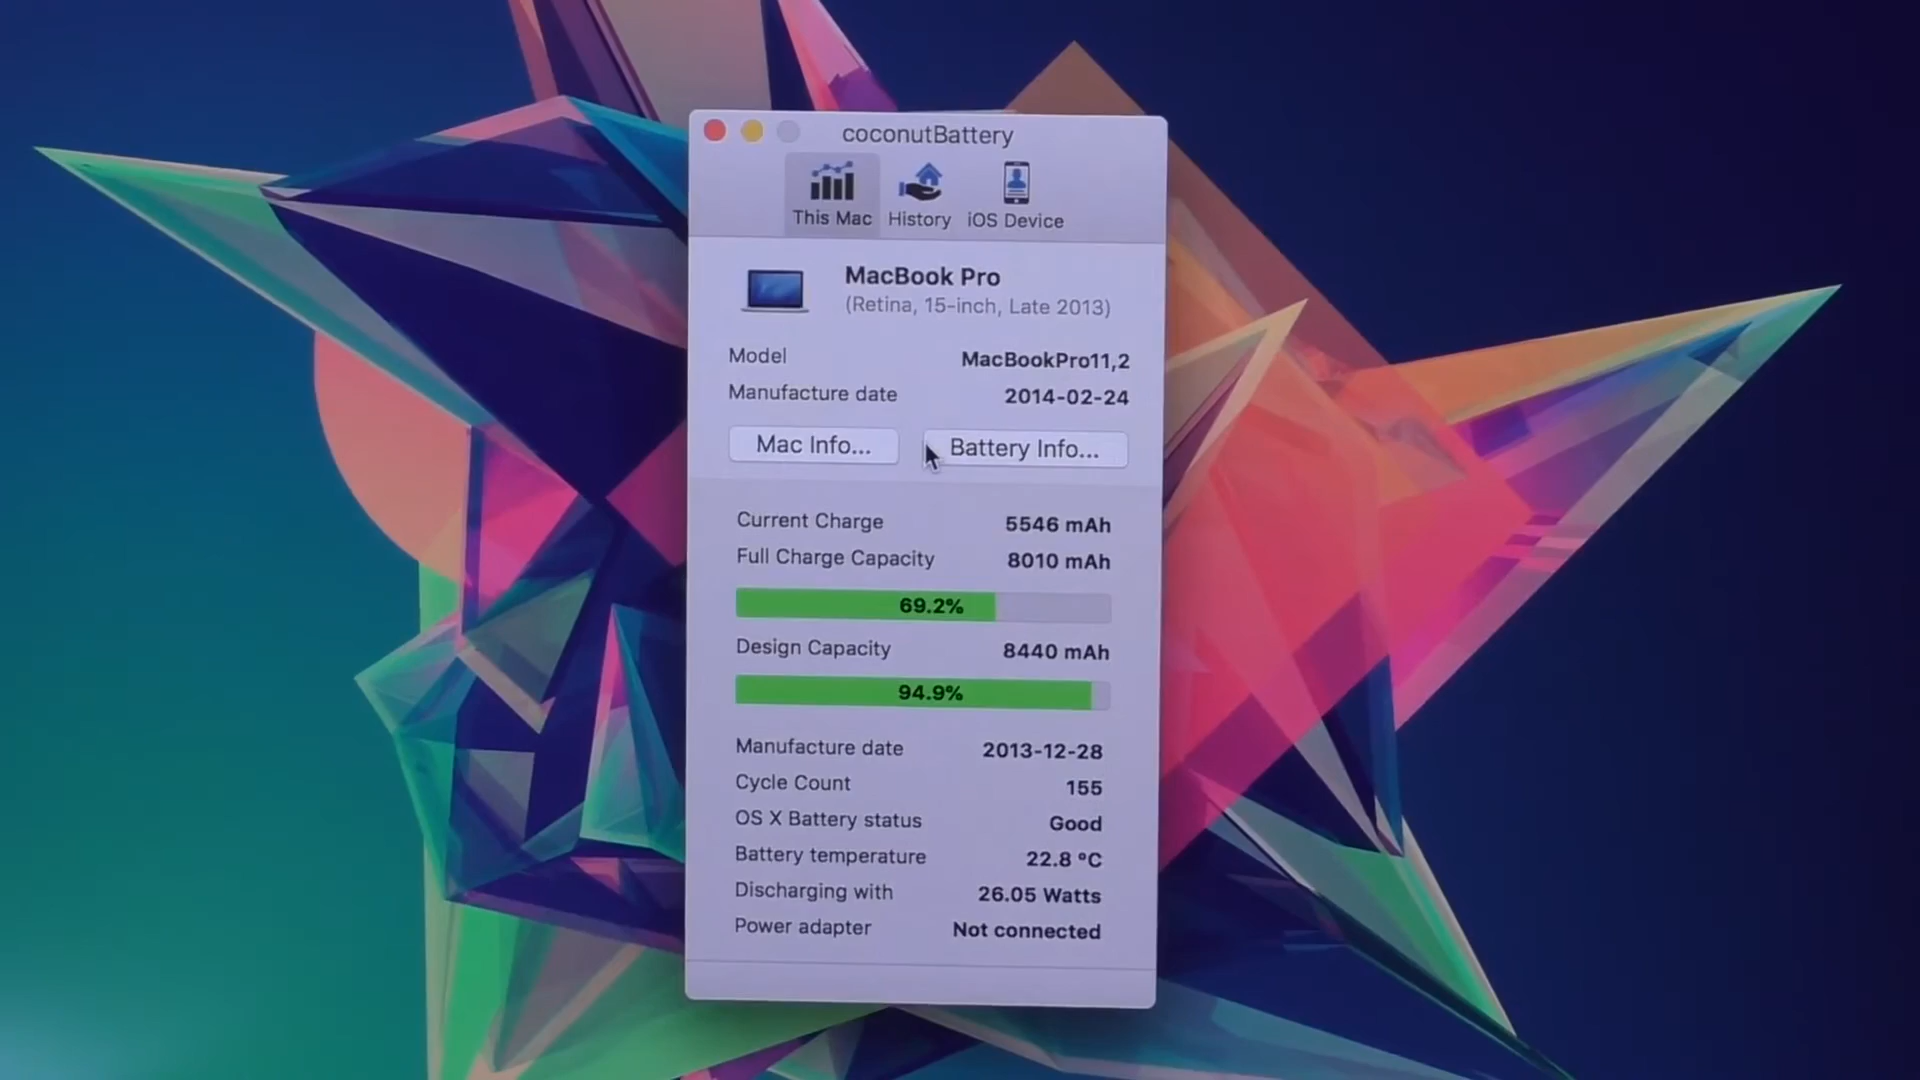 coconutBattery
This Mac History iOS Device
MacBook Pro
(Retina, 15-inch, Late 2013)
Model MacBookPro11,2
Manufacture date 2014-02-24
Mac Info... Battery Info...
Current Charge 5546 mAh
Full Charge Capacity 8010 mAh
69.2%
Design Capacity 8440 mAh
94.9%
Manufacture date 2013-12-28
Cycle Count 155
OS X Battery status Good
Battery temperature 22.8 °C
Discharging with 26.05 Watts
Power adapter Not connected